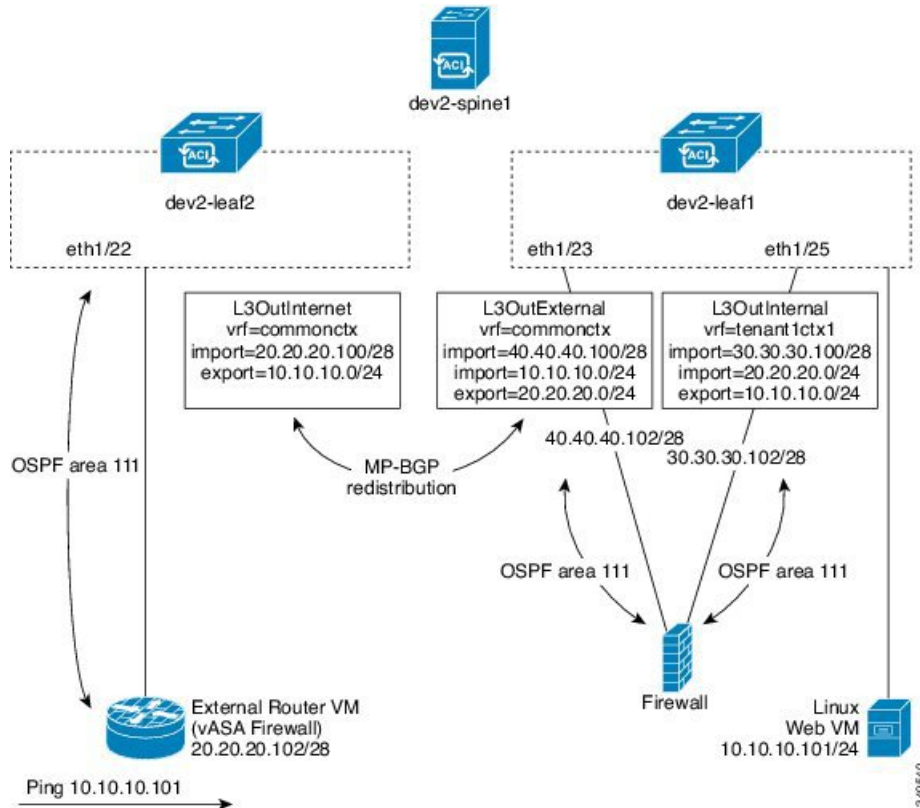 ACI
dev2-spine1
ACI
dev2-leaf2
ACI
dev2-leaf1
eth1/22
eth1/23
eth1/25
L3OutInternet
vrf=commonctx
import=20.20.20.100/28
export=10.10.10.0/24
L3OutExternal
vrf=commonctx
import=40.40.40.100/28
import=10.10.10.0/24
export=20.20.20.0/24
L3OutInternal
vrf=tenant1ctx1
import=30.30.30.100/28
import=20.20.20.0/24
export=10.10.10.0/24
40.40.40.102/28
30.30.30.102/28
OSPF area 111
MP-BGP
redistribution
OSPF area 111
OSPF area 111
External Router VM
(vASA Firewall)
20.20.20.102/28
Firewall
Linux
Web VM
10.10.10.101/24
Ping 10.10.10.101